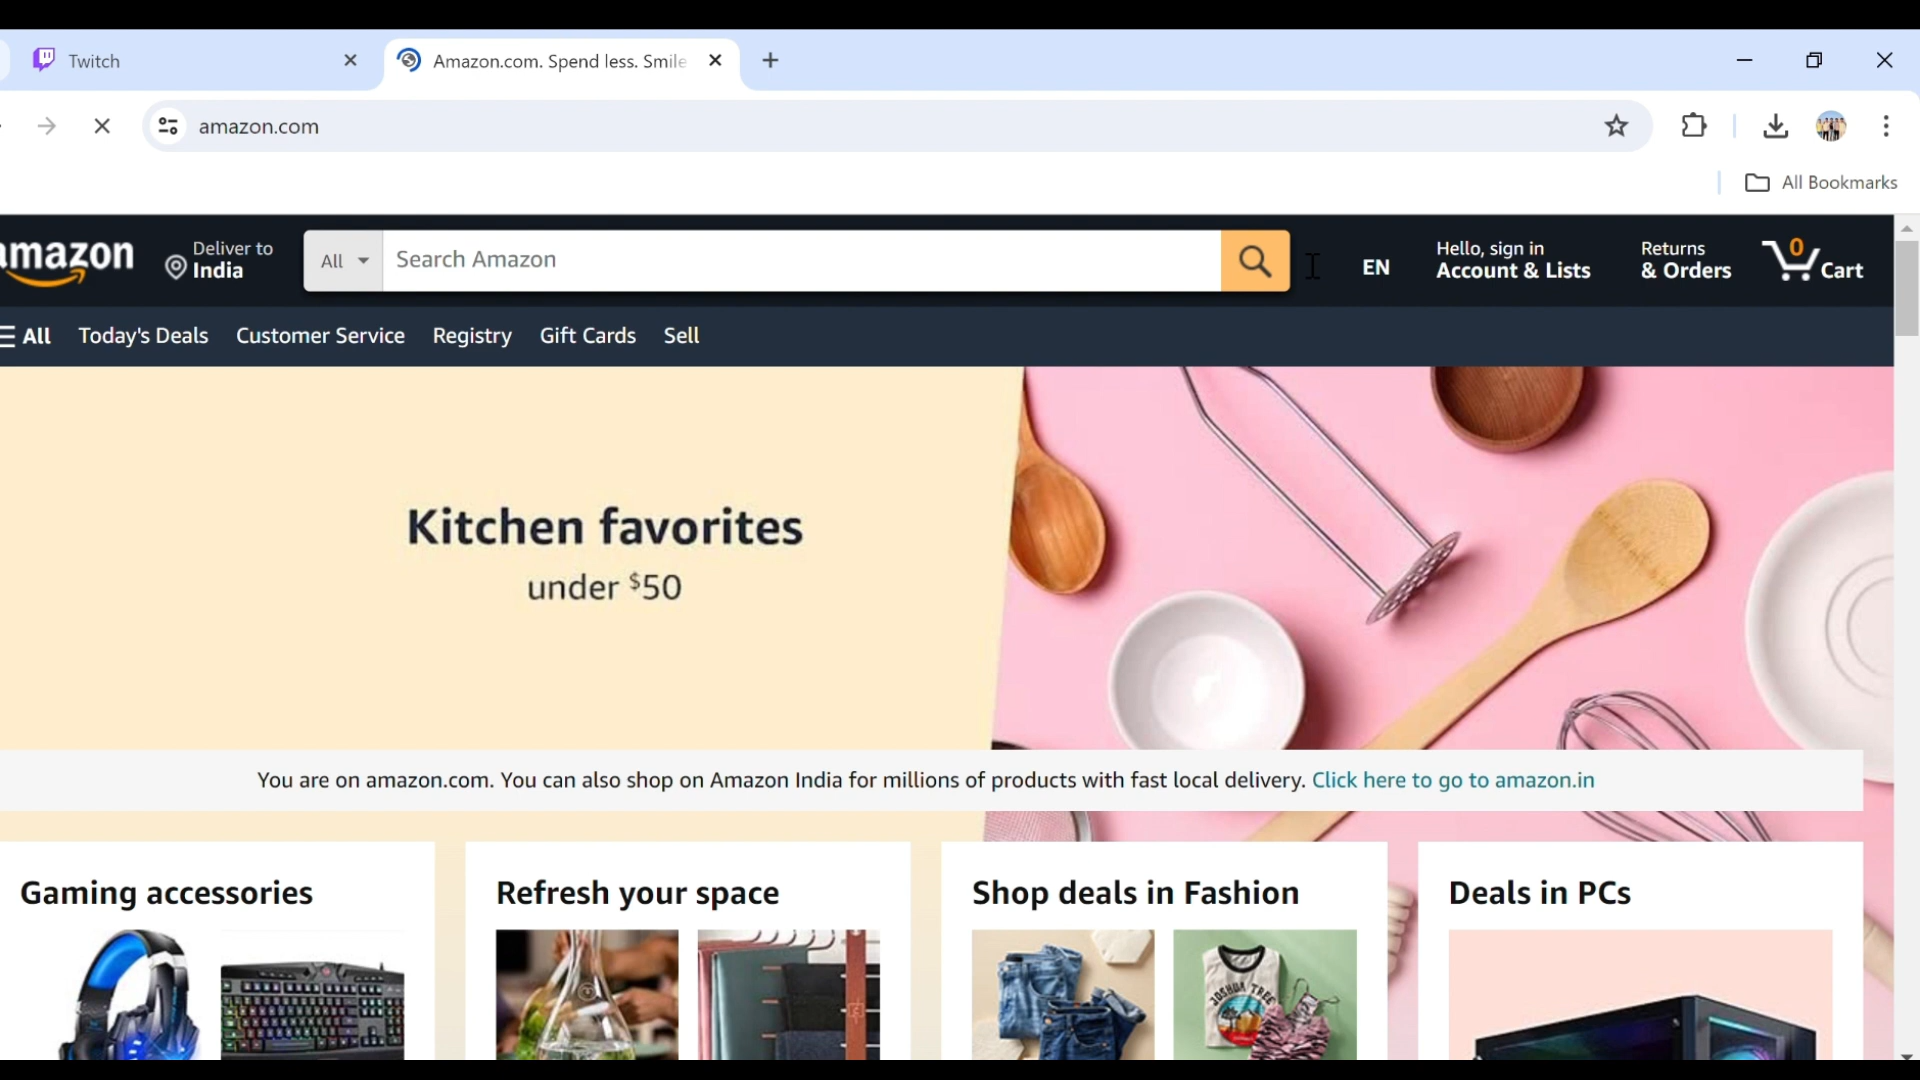 Twitch
Amazon.com. Spend less. Smile
amazon.com
All Bookmarks
amazon
Deliver to
India
All
Search Amazon
EN
Hello, sign in
Account & Lists
Returns
& Orders
0
Cart
All
Today's Deals
Customer Service
Registry
Gift Cards
Sell
Kitchen favorites
under $50
You are on amazon.com. You can also shop on Amazon India for millions of products with fast local delivery. Click here to go to amazon.in
Gaming accessories
Refresh your space
Shop deals in Fashion
Deals in PCs
JOSHUA TREE